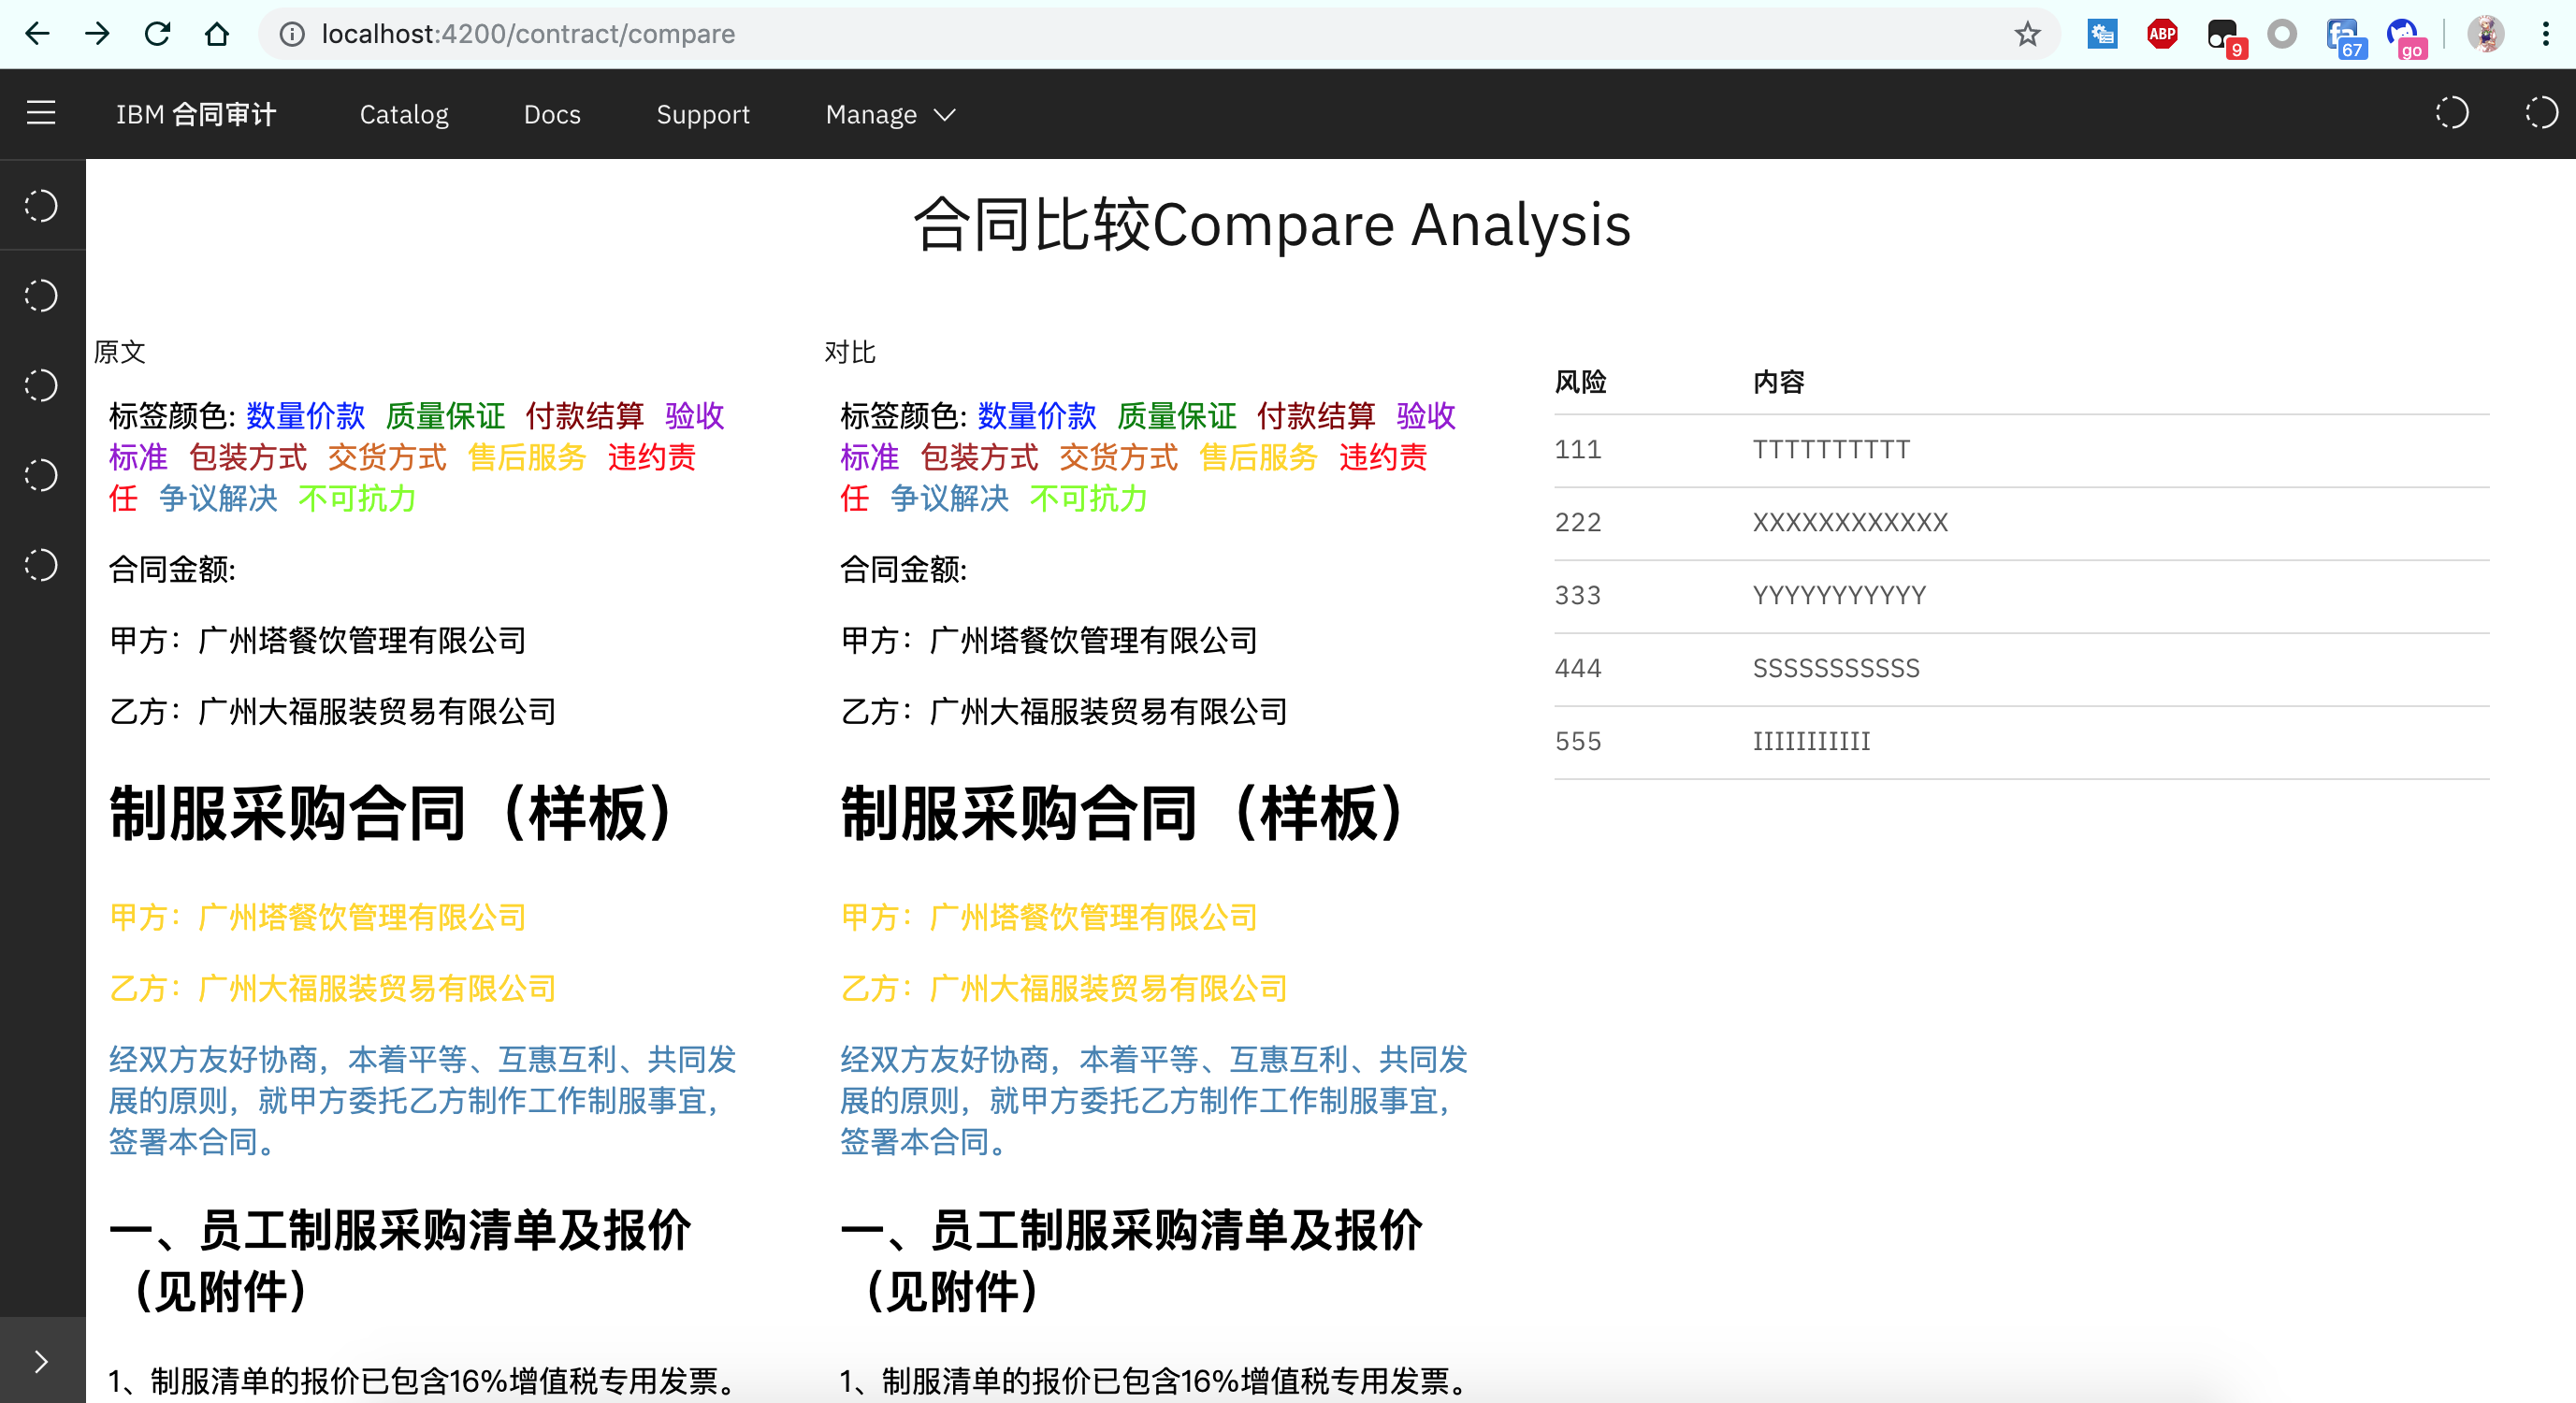 localhost:4200/contract/compare
ABP
9
67
go
IBM 合同审计
Catalog
Docs
Support
Manage
合同比较Compare Analysis
原文
标签颜色: 数量价款 质量保证 付款结算 验收
标准 包装方式 交货方式 售后服务 违约责
任 争议解决 不可抗力
合同金额:
甲方：广州塔餐饮管理有限公司
乙方：广州大福服装贸易有限公司
制服采购合同（样板）
甲方：广州塔餐饮管理有限公司
乙方：广州大福服装贸易有限公司
经双方友好协商，本着平等、互惠互利、共同发
展的原则，就甲方委托乙方制作工作制服事宜，
签署本合同。
一、员工制服采购清单及报价
（见附件）
1、制服清单的报价已包含16%增值税专用发票。
对比
标签颜色: 数量价款 质量保证 付款结算 验收
标准 包装方式 交货方式 售后服务 违约责
任 争议解决 不可抗力
合同金额:
甲方：广州塔餐饮管理有限公司
乙方：广州大福服装贸易有限公司
制服采购合同（样板）
甲方：广州塔餐饮管理有限公司
乙方：广州大福服装贸易有限公司
经双方友好协商，本着平等、互惠互利、共同发
展的原则，就甲方委托乙方制作工作制服事宜，
签署本合同。
一、员工制服采购清单及报价
（见附件）
1、制服清单的报价已包含16%增值税专用发票。
风险 内容
111 TTTTTTTTTT
222 XXXXXXXXXXXX
333 YYYYYYYYYYY
444 SSSSSSSSSSS
555 IIIIIIIIIII